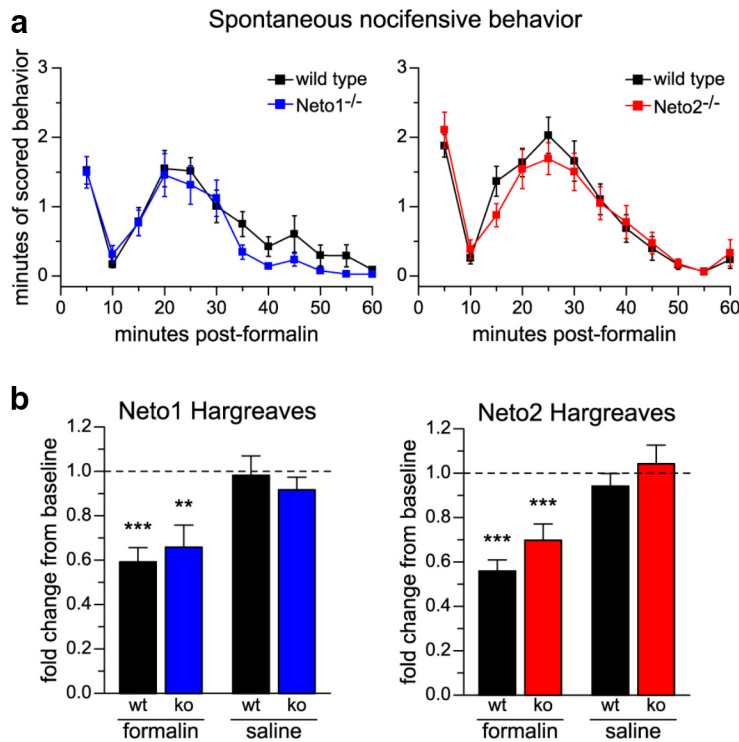 a
Spontaneous nocifensive behavior
minutes of scored behavior
3
2
1
0
wild type
Neto1-/-
0 10 20 30 40 50 60
minutes post-formalin
3
2
1
0
wild type
Neto2-/-
0 10 20 30 40 50 60
minutes post-formalin
b
Neto1 Hargreaves
fold change from baseline
1.2
1.0
0.8
0.6
0.4
0.2
0.0
*** **
wt ko wt ko
formalin saline
Neto2 Hargreaves
fold change from baseline
1.2
1.0
0.8
0.6
0.4
0.2
0.0
*** ***
wt ko wt ko
formalin saline